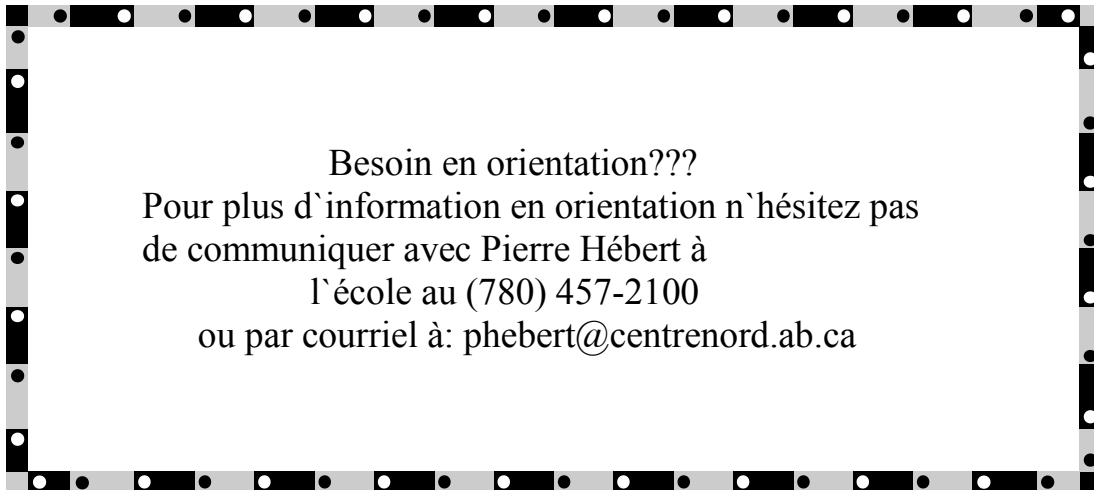 Besoin en orientation???
Pour plus d`information en orientation n`hésitez pas
de communiquer avec Pierre Hébert à
l`école au (780) 457-2100
ou par courriel à: phebert@centrenord.ab.ca